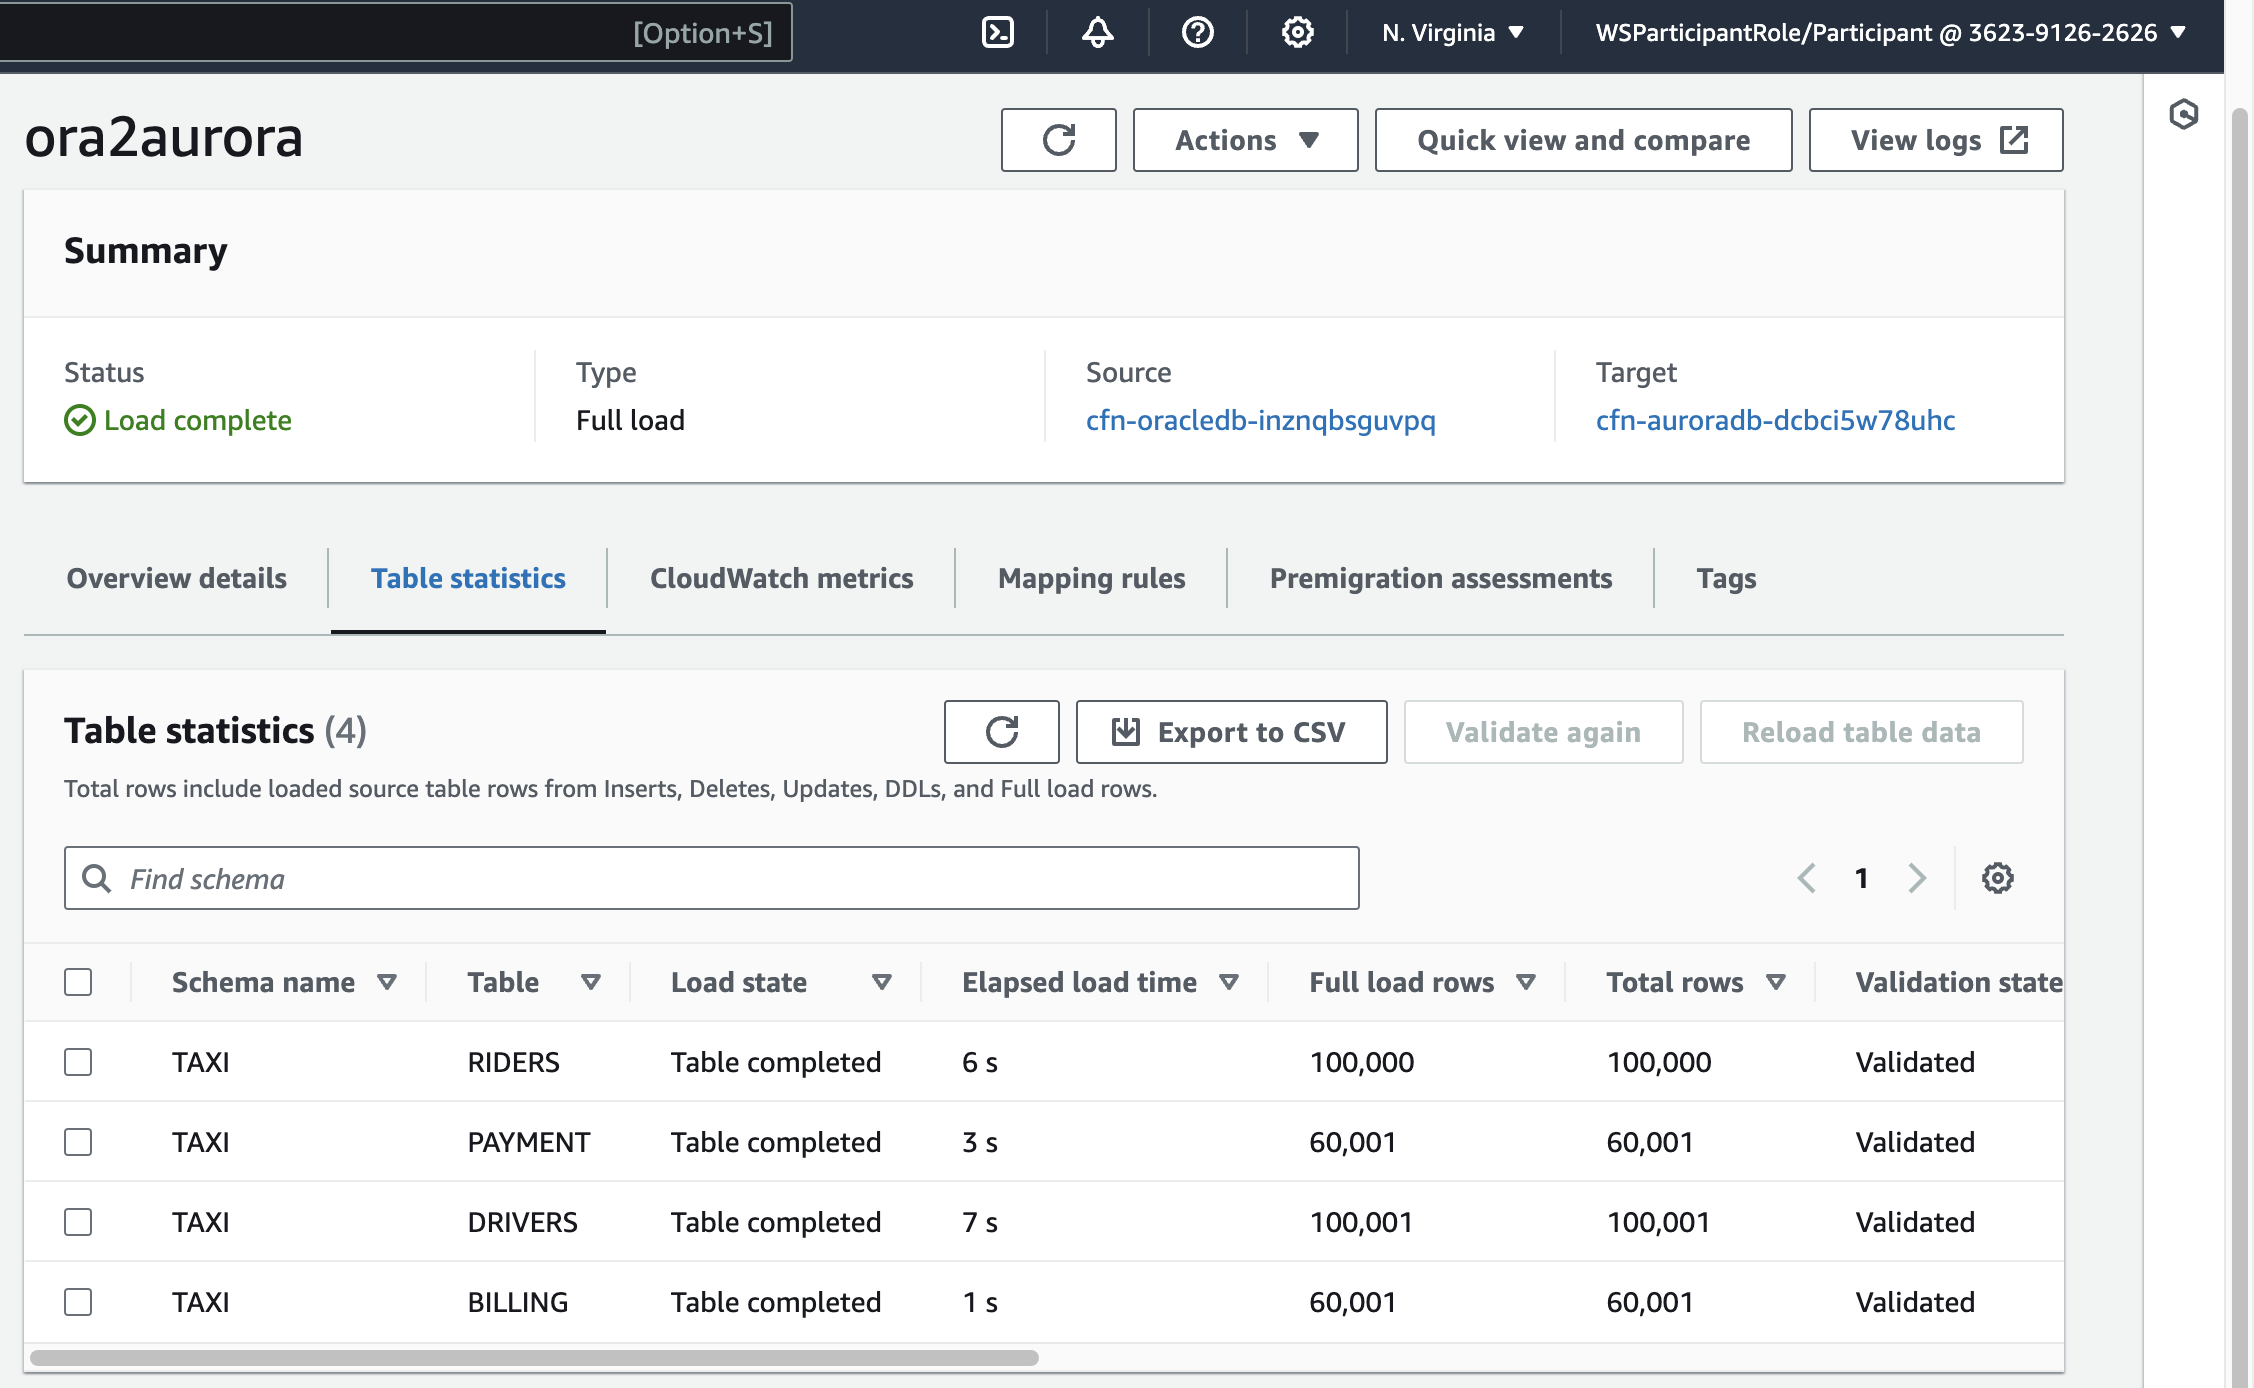 [Option+S] N. Virginia WSParticipantRole/Participant @ 3623-9126-2626
ora2aurora Actions Quick view and compare View logs
Summary
Status Type Source Target
Load complete Full load cfn-oracledb-inznqbsguvpq cfn-auroradb-dcbci5w78uhc
Overview details Table statistics CloudWatch metrics Mapping rules Premigration assessments Tags
Table statistics (4) Export to CSV Validate again Reload table data
Total rows include loaded source table rows from Inserts, Deletes, Updates, DDLs, and Full load rows.
Find schema 1
Schema name Table Load state Elapsed load time Full load rows Total rows Validation state
TAXI RIDERS Table completed 6 s 100,000 100,000 Validated
TAXI PAYMENT Table completed 3 s 60,001 60,001 Validated
TAXI DRIVERS Table completed 7 s 100,001 100,001 Validated
TAXI BILLING Table completed 1 s 60,001 60,001 Validated